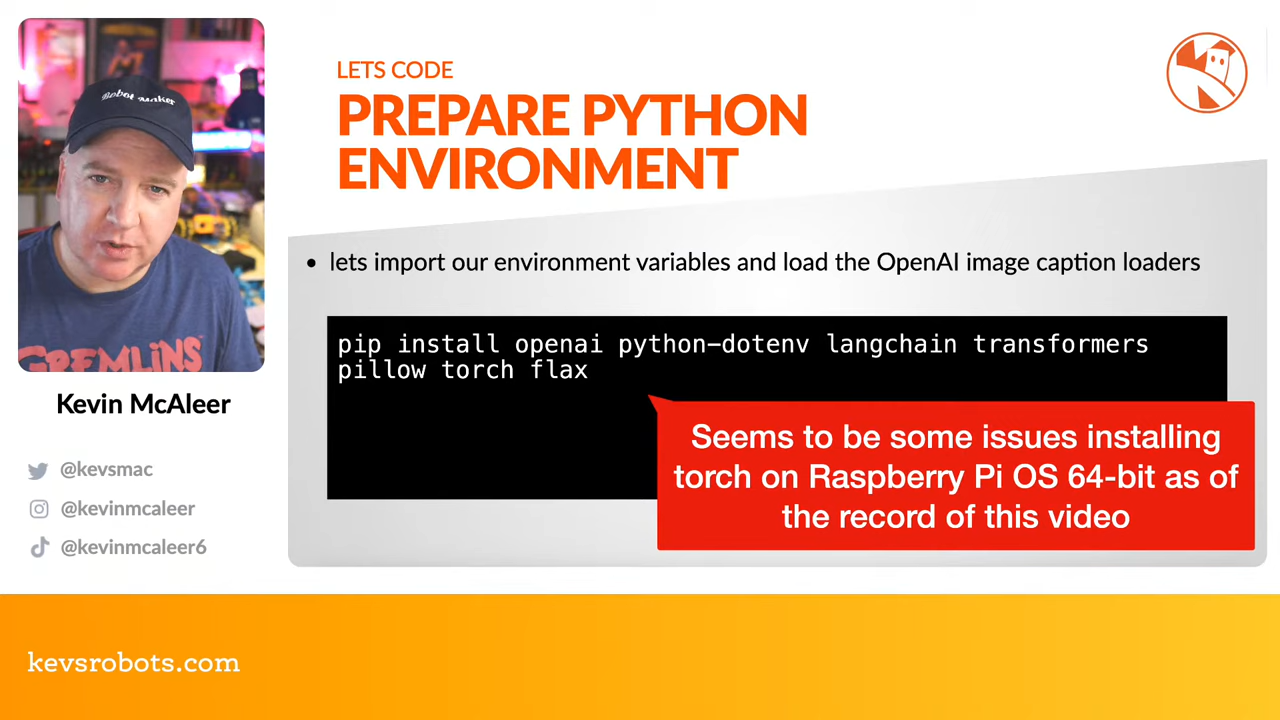 Robot Maker
GREMLINS
Kevin McAleer
@kevsmac
@kevinmcaleer
@kevinmcaleer6
LETS CODE
PREPARE PYTHON
ENVIRONMENT
• lets import our environment variables and load the OpenAI image caption loaders
pip install openai python-dotenv langchain transformers
pillow torch flax
Seems to be some issues installing
torch on Raspberry Pi OS 64-bit as of
the record of this video
kevsrobots.com